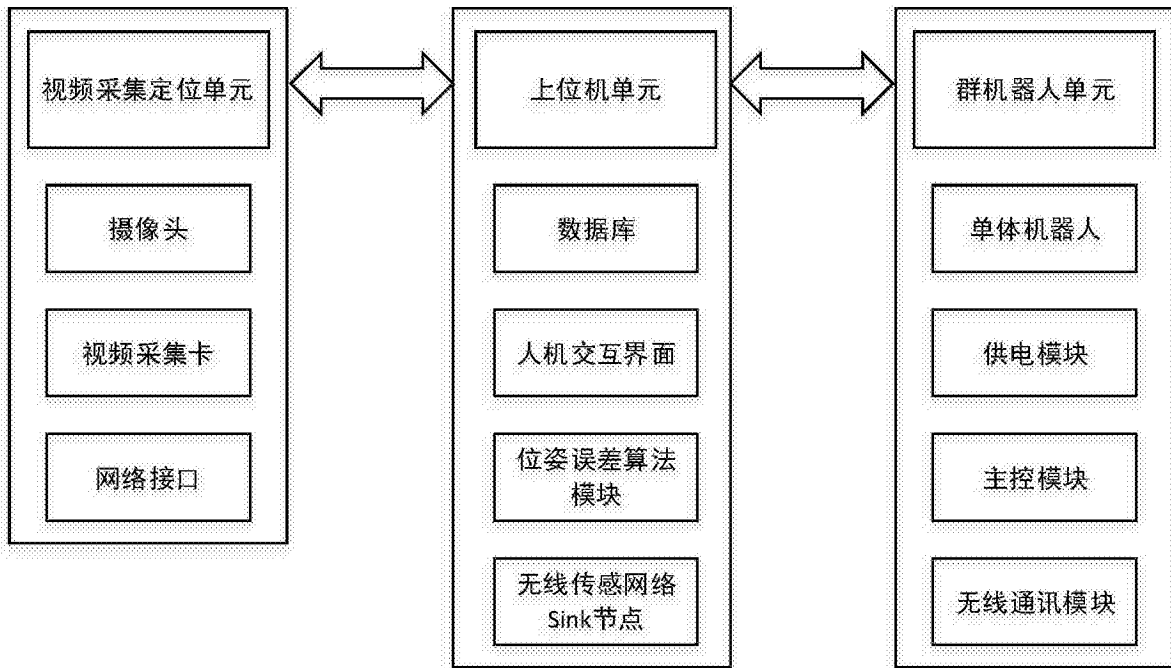 视频采集定位单元
摄像头
视频采集卡
网络接口
上位机单元
数据库
人机交互界面
位姿误差算法
模块
无线传感网络
Sink节点
群机器人单元
单体机器人
供电模块
主控模块
无线通讯模块